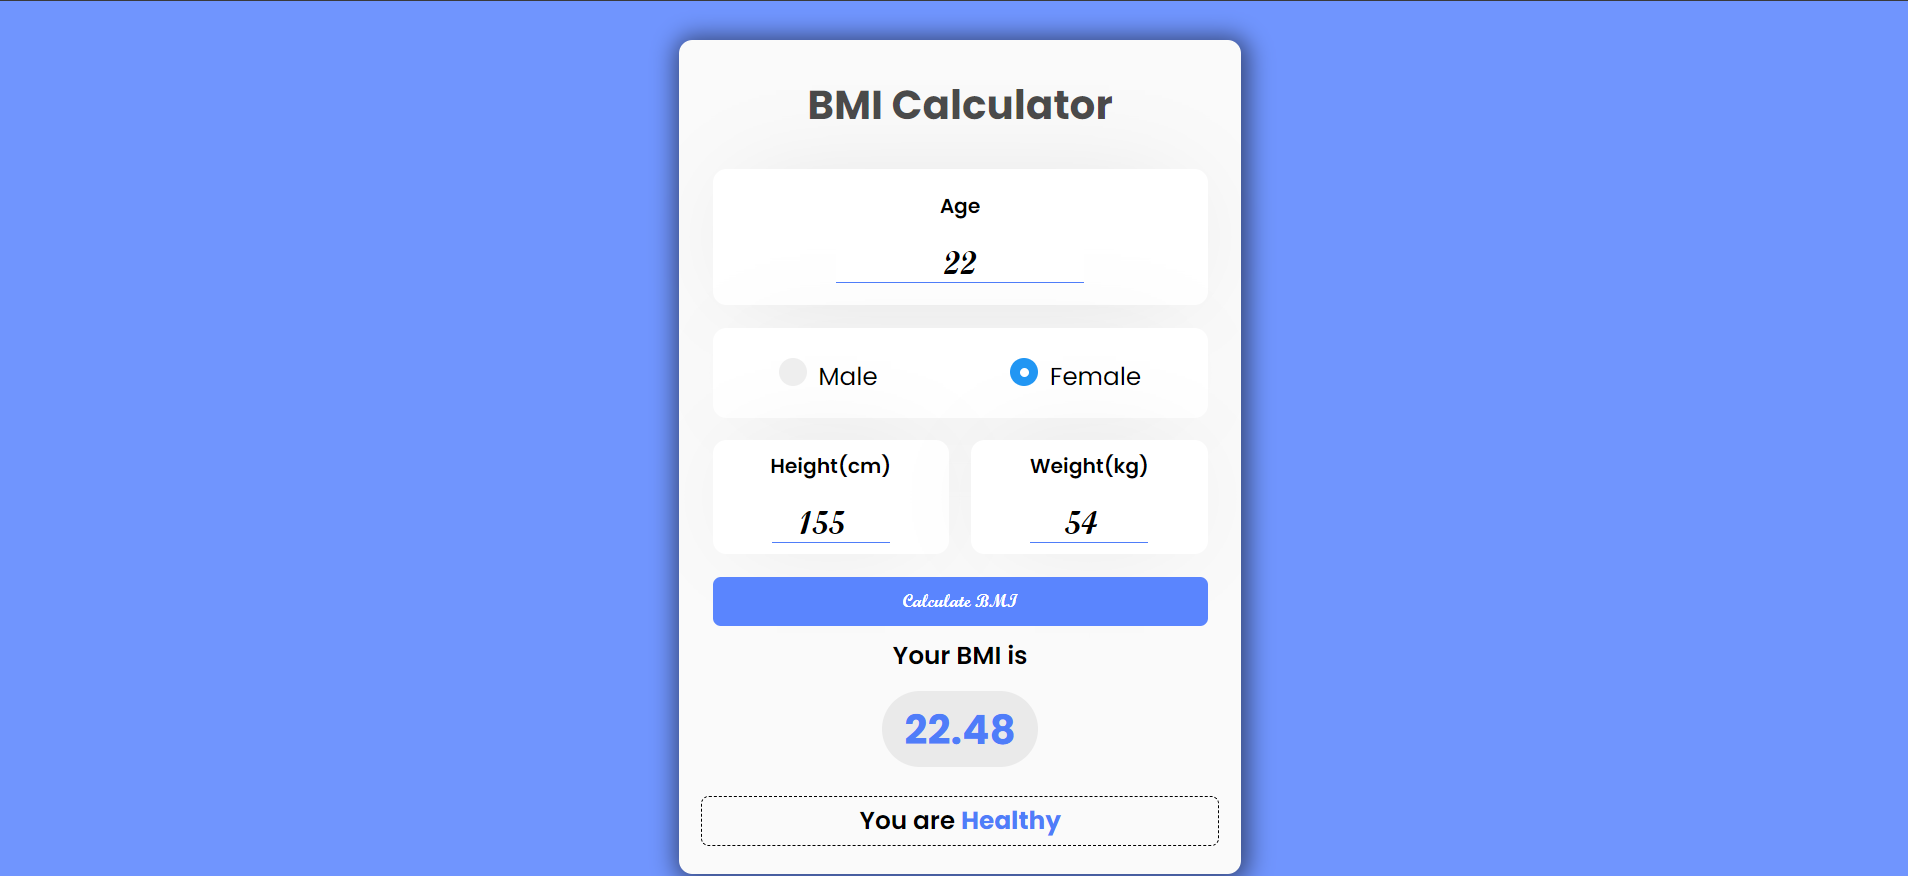 BMI Calculator
Age
22
Male Female
Height(cm) Weight(kg)
155 54
Calculate BMI
Your BMI is
22.48
You are Healthy